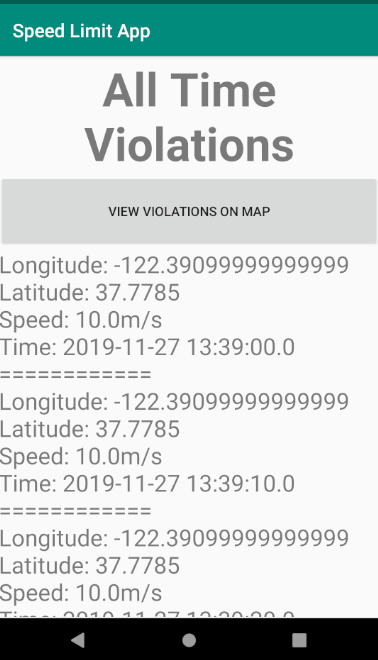 Speed Limit App
All Time
Violations
VIEW VIOLATIONS ON MAP
Longitude: -122.39099999999999
Latitude: 37.7785
Speed: 10.0m/s
Time: 2019-11-27 13:39:00.0
============
Longitude: -122.39099999999999
Latitude: 37.7785
Speed: 10.0m/s
Time: 2019-11-27 13:39:10.0
============
Longitude: -122.39099999999999
Latitude: 37.7785
Speed: 10.0m/s
Time: 2019-11-27